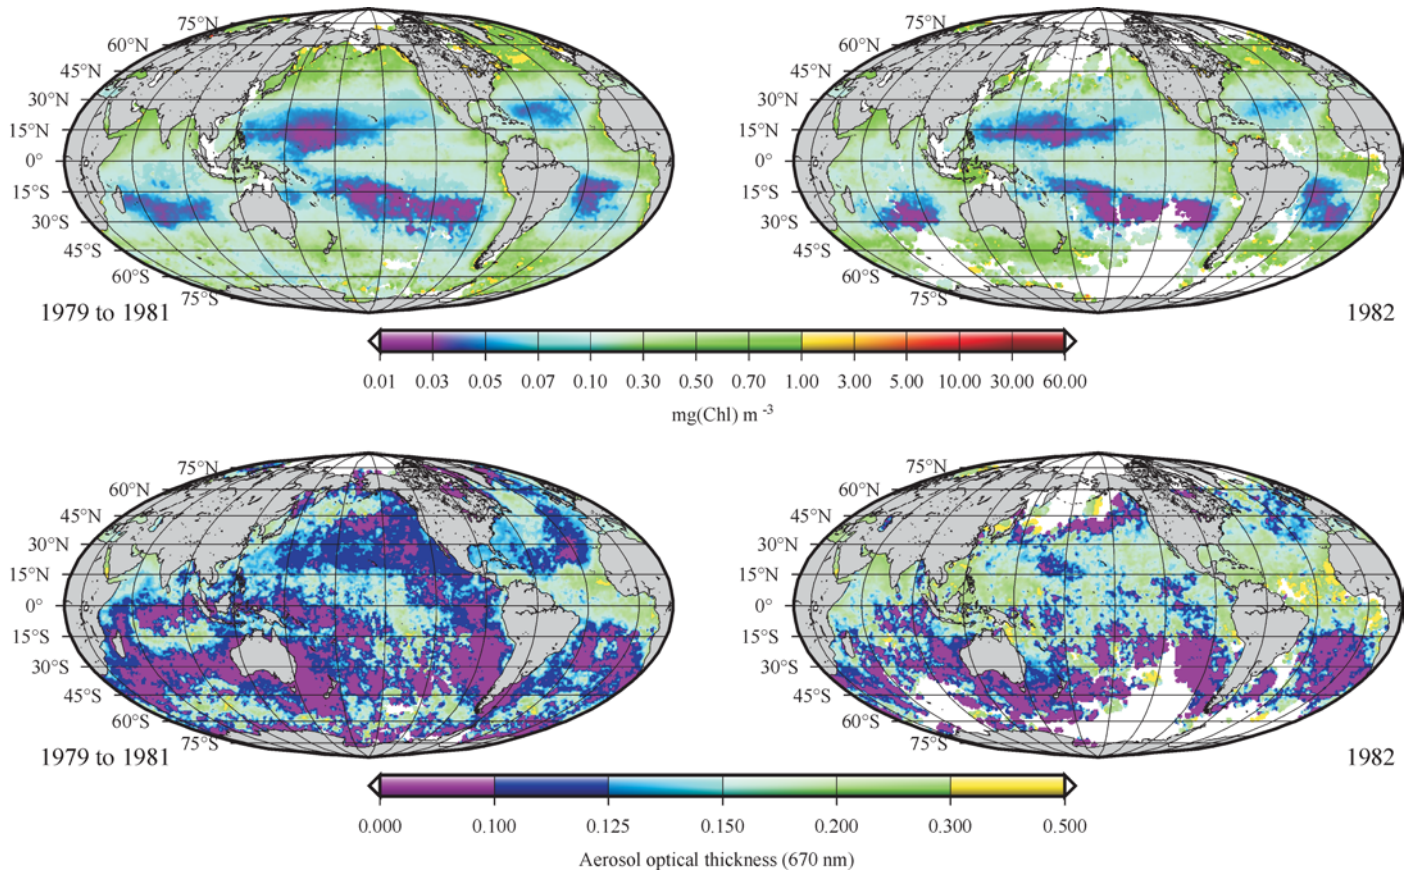 75°N
60°N
45°N
30°N
15°N
0°
15°S
30°S
45°S
60°S
75°S
1979 to 1981
75°N
60°N
45°N
30°N
15°N
0°
15°S
30°S
45°S
60°S
75°S
1982
0.01 0.03 0.05 0.07 0.10 0.30 0.50 0.70 1.00 3.00 5.00 10.00 30.00 60.00
mg(Chl) m -3
75°N
60°N
45°N
30°N
15°N
0°
15°S
30°S
45°S
60°S
75°S
1979 to 1981
75°N
60°N
45°N
30°N
15°N
0°
15°S
30°S
45°S
60°S
75°S
1982
0.000 0.100 0.125 0.150 0.200 0.300 0.500
Aerosol optical thickness (670 nm)